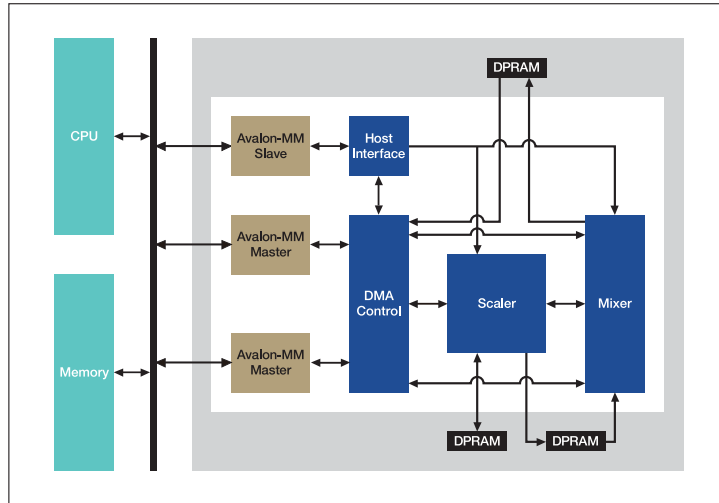 DPRAM
CPU
Avalon-MM
Slave
Host
Interface
Avalon-MM
Master
DMA
Control
Scaler
Mixer
Memory
Avalon-MM
Master
DPRAM
DPRAM